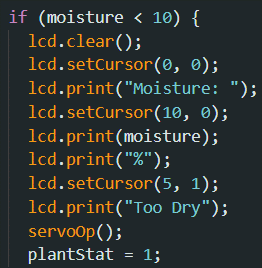 if (moisture < 10) {
  lcd.clear();
  lcd.setCursor(0, 0);
  lcd.print("Moisture: ");
  lcd.setCursor(10, 0);
  lcd.print(moisture);
  lcd.print("%");
  lcd.setCursor(5, 1);
  lcd.print("Too Dry");
  servoOp();
  plantStat = 1;